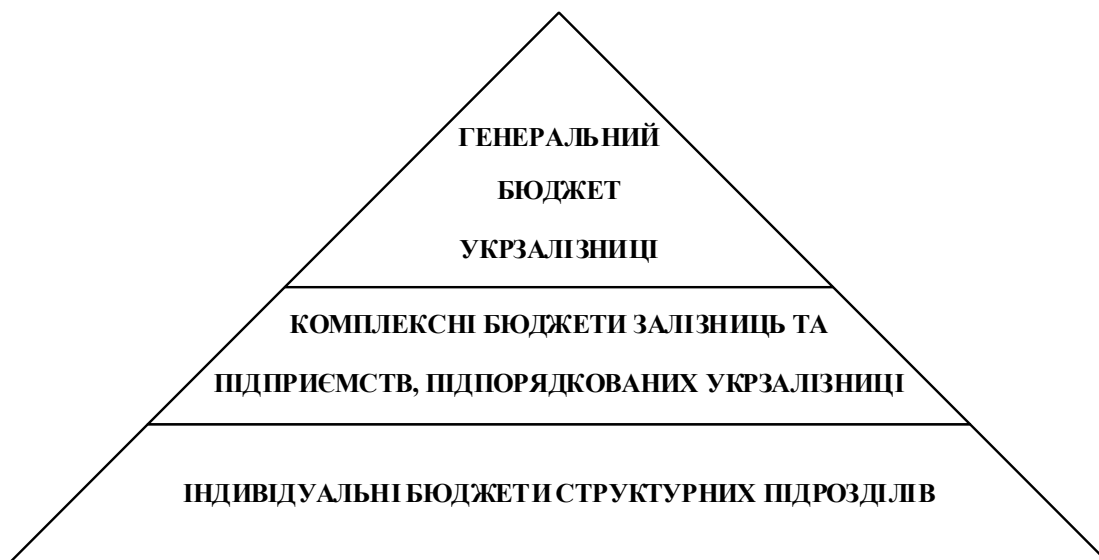 ГЕНЕРАЛЬНИЙ
БЮДЖЕТ
УКРЗАЛІЗНИЦІ
КОМПЛЕКСНІ БЮДЖЕТИ ЗАЛІЗНИЦЬ ТА
ПІДПРИЄМСТВ, ПІДПОРЯДКОВАНИХ УКРЗАЛІЗНИЦІ
ІНДИВІДУАЛЬНІ БЮДЖЕТИ СТРУКТУРНИХ ПІДРОЗДІЛІВ